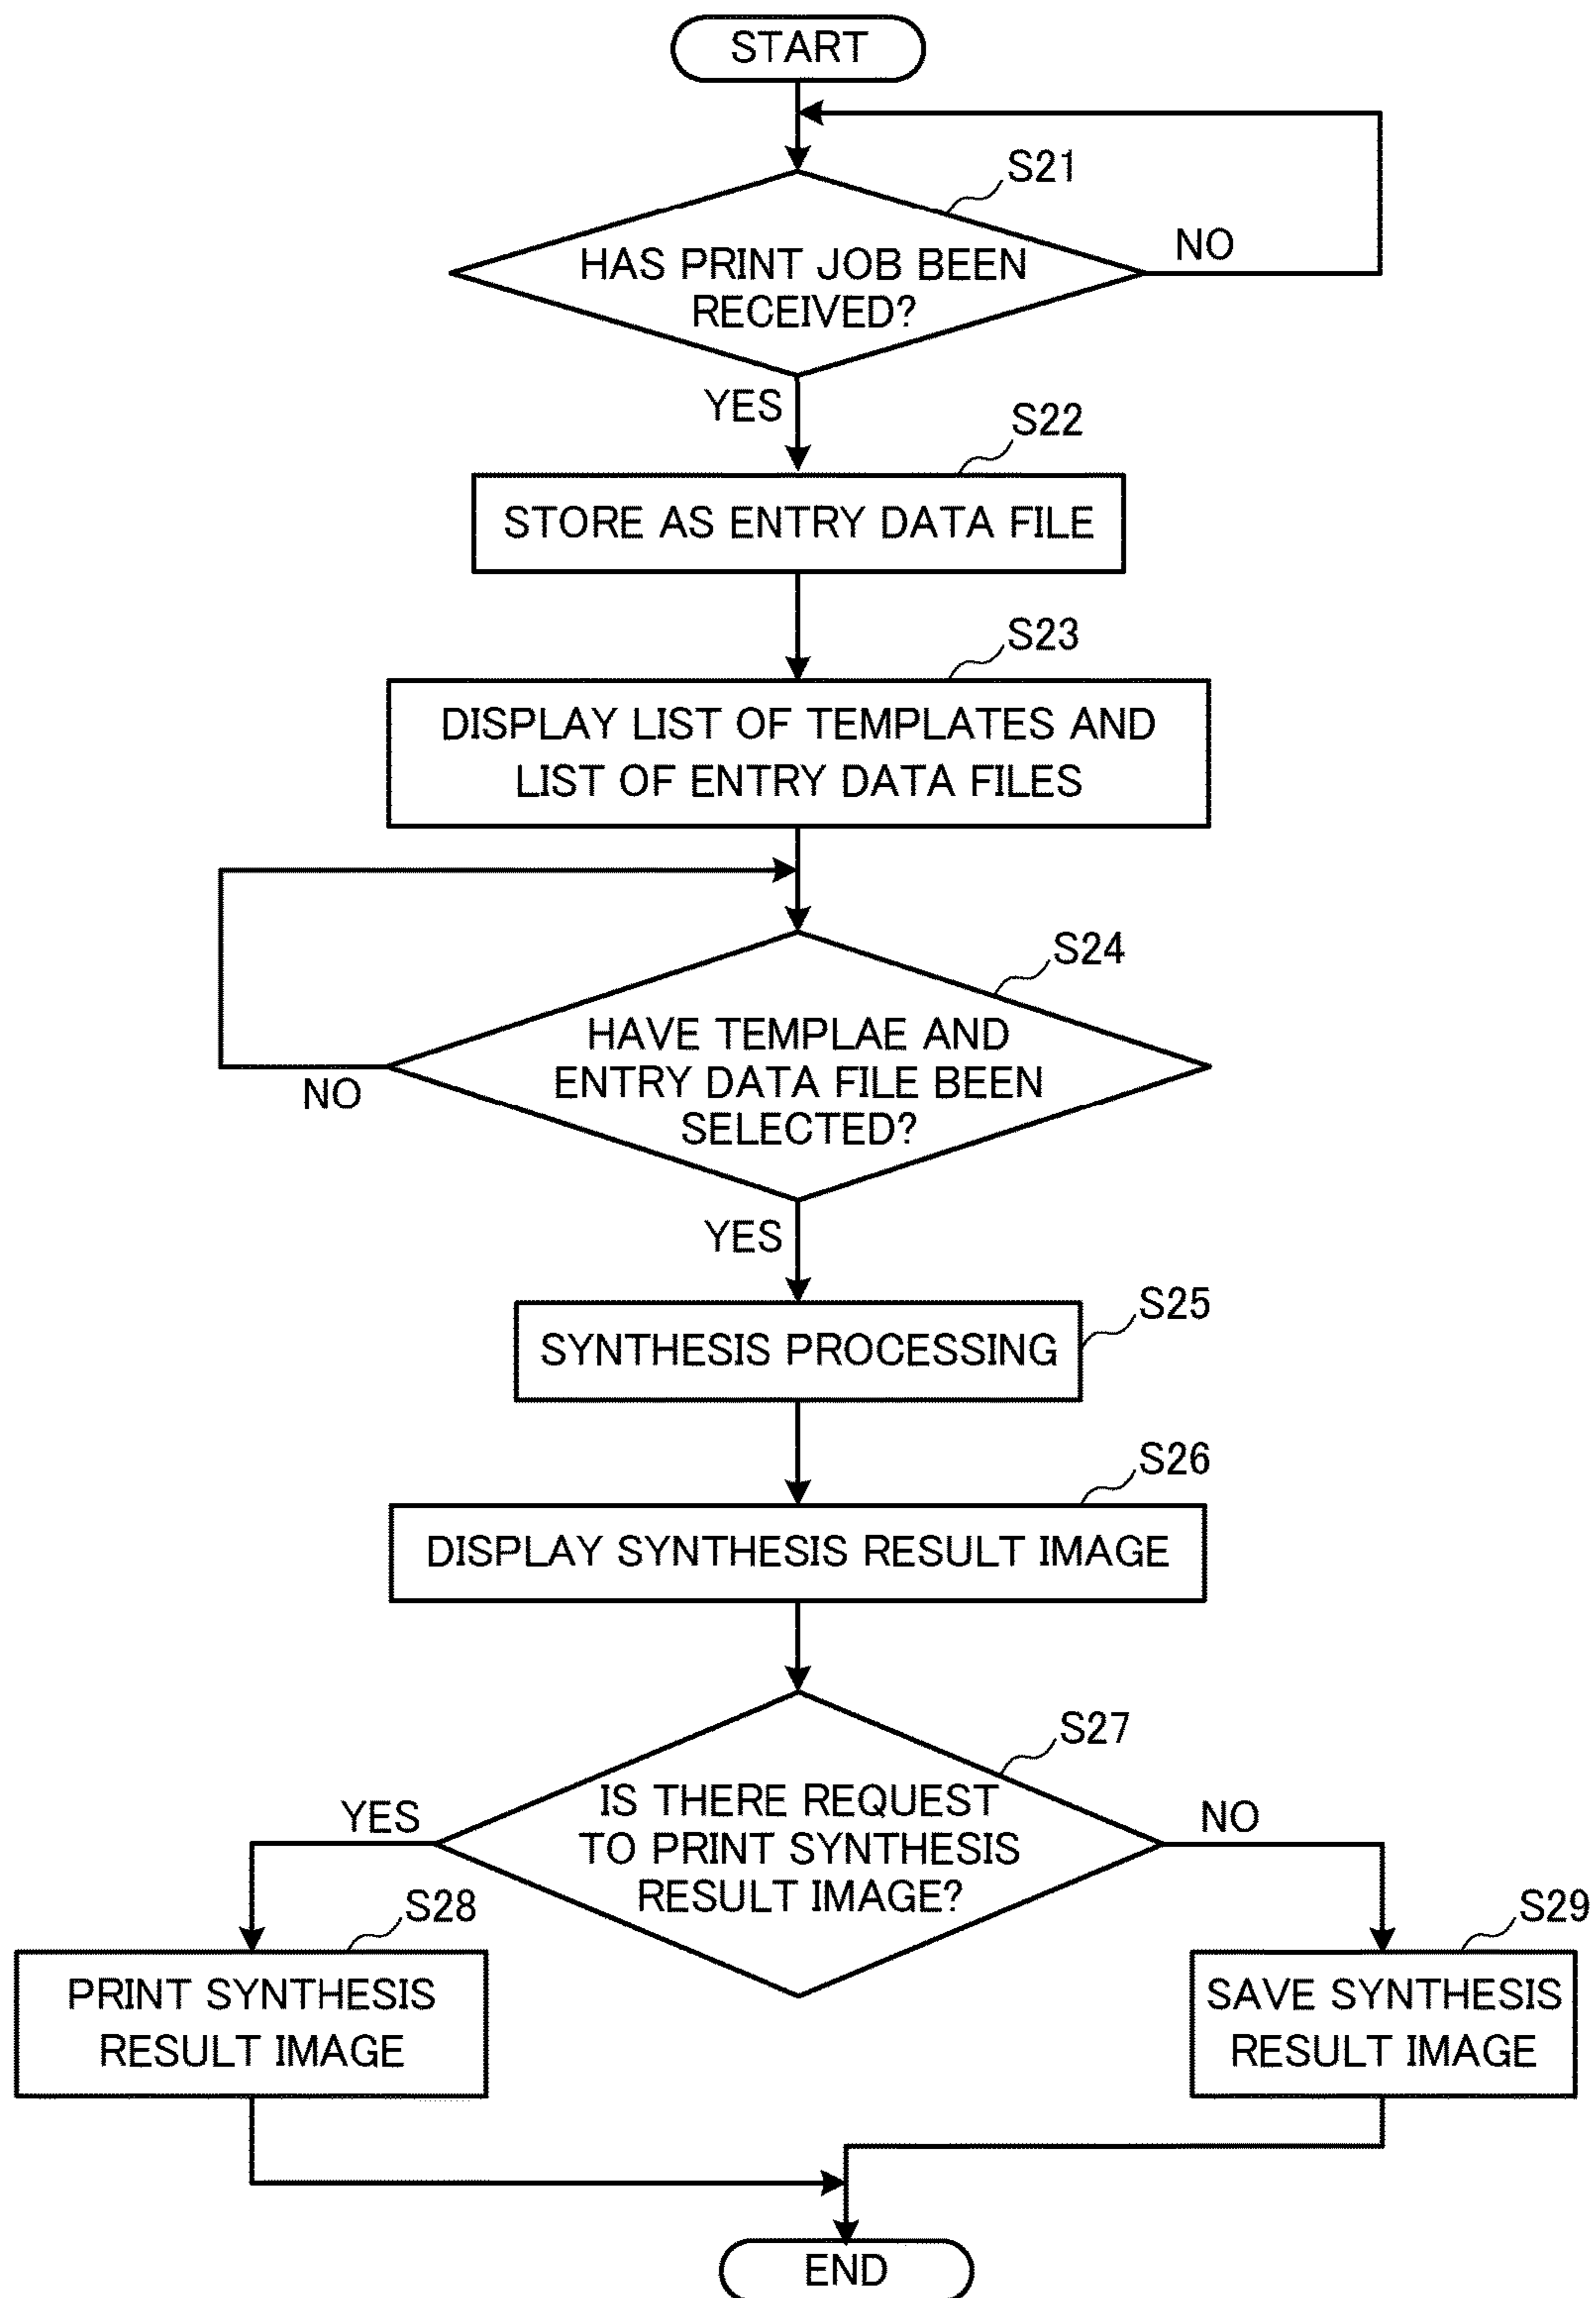 START
S21
HAS PRINT JOB BEEN
RECEIVED?
NO
YES
S22
STORE AS ENTRY DATA FILE
S23
DISPLAY LIST OF TEMPLATES AND
LIST OF ENTRY DATA FILES
S24
HAVE TEMPLAE AND
ENTRY DATA FILE BEEN
SELECTED?
NO
YES
S25
SYNTHESIS PROCESSING
S26
DISPLAY SYNTHESIS RESULT IMAGE
S27
IS THERE REQUEST
TO PRINT SYNTHESIS
RESULT IMAGE?
YES
NO
S28
PRINT SYNTHESIS
RESULT IMAGE
S29
SAVE SYNTHESIS
RESULT IMAGE
END